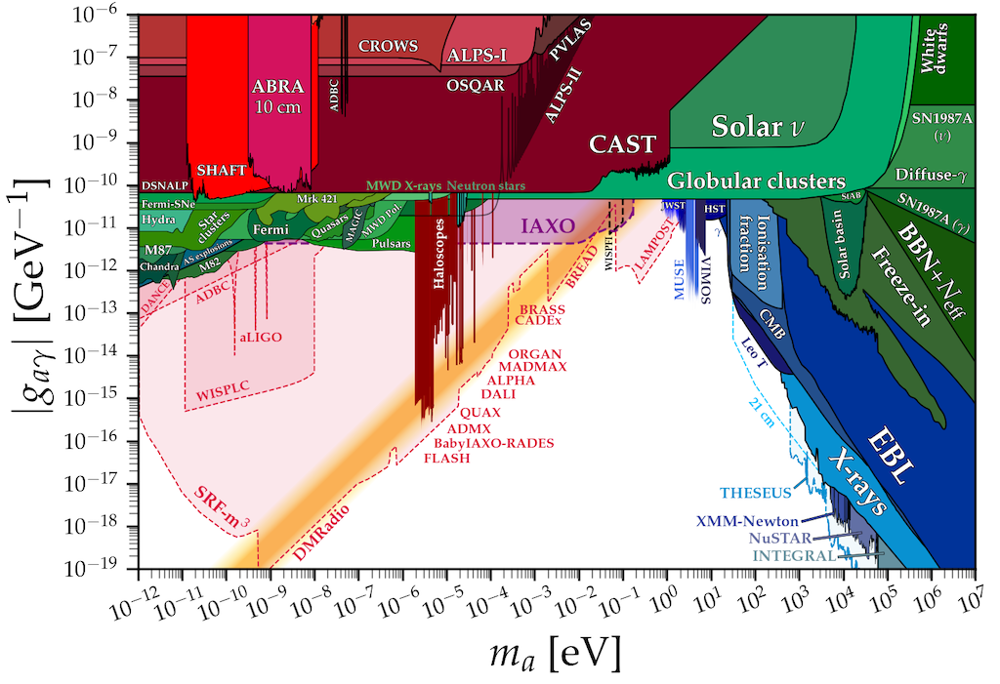 |g_{aγ}| [GeV⁻¹]
10⁻⁶
10⁻⁷
10⁻⁸
10⁻⁹
10⁻¹⁰
10⁻¹¹
10⁻¹²
10⁻¹³
10⁻¹⁴
10⁻¹⁵
10⁻¹⁶
10⁻¹⁷
10⁻¹⁸
10⁻¹⁹
CROWS
ALPS-I
PVLAS
OSQAR
ALPS-II
ABRA
10 cm
ADBC
SHAFT
CAST
Solar ν
Globular clusters
White
dwarfs
SN1987A
(ν)
Diffuse-γ
SN1987A (γ)
DSNALP
Fermi-SNe
Hydra
M87
Chandra
Star
clusters
AS explosions
M82
Mrk 421
Fermi
Quasars
MAGIC
MWD Pol.
Pulsars
MWD X-rays
Neutron stars
Haloscopes
IAXO
WISPFI
LAMPOST
BREAD
JWST
HST
MUSE
VIMOS
γ
Ionisation
fraction
Solar basin
StAB
Freeze-in
BBN+N_{eff}
CMB
Leo T
21 cm
EBL
X-rays
THESEUS
XMM-Newton
NuSTAR
INTEGRAL
DANCE
ADBC
aLIGO
WISPLC
SRF-m³
DMRadio
BRASS
CADEx
ORGAN
MADMAX
ALPHA
DALI
QUAX
ADMX
BabyIAXO-RADES
FLASH
10⁻¹²
10⁻¹¹
10⁻¹⁰
10⁻⁹
10⁻⁸
10⁻⁷
10⁻⁶
10⁻⁵
10⁻⁴
10⁻³
10⁻²
10⁻¹
10⁰
10¹
10²
10³
10⁴
10⁵
10⁶
10⁷
m_a [eV]